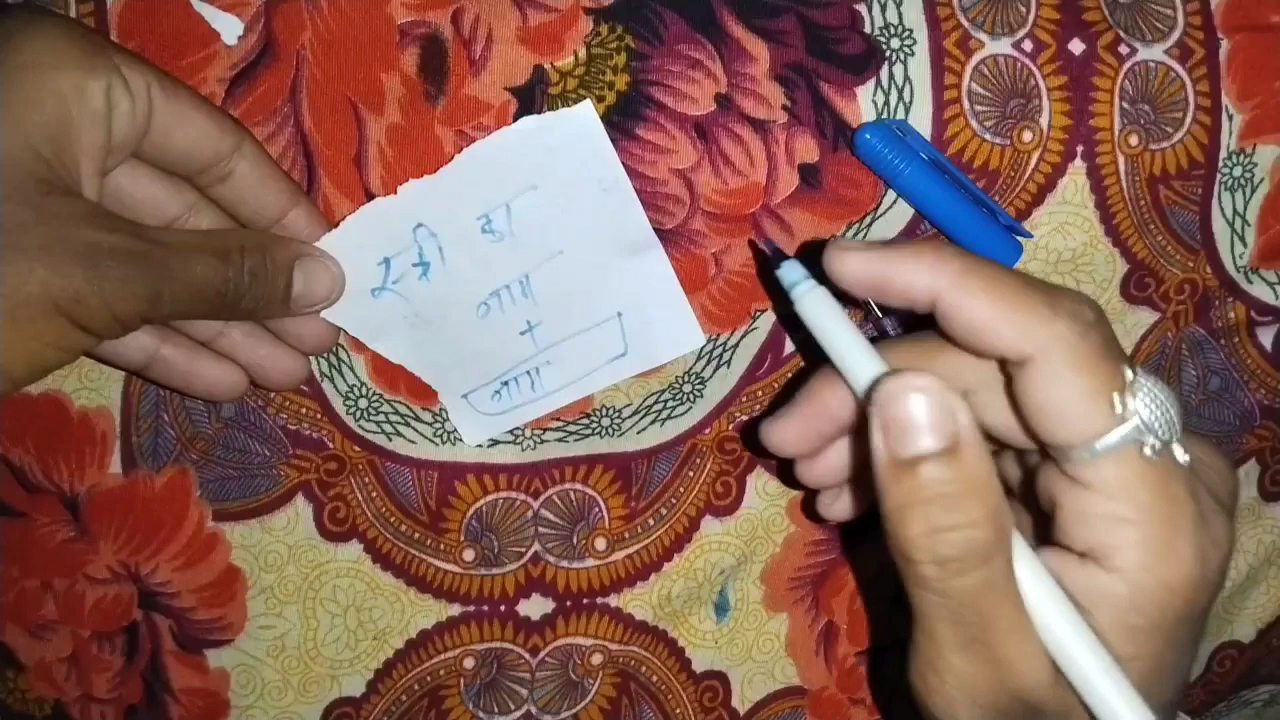 स्त्री का
नाम
+
नाम